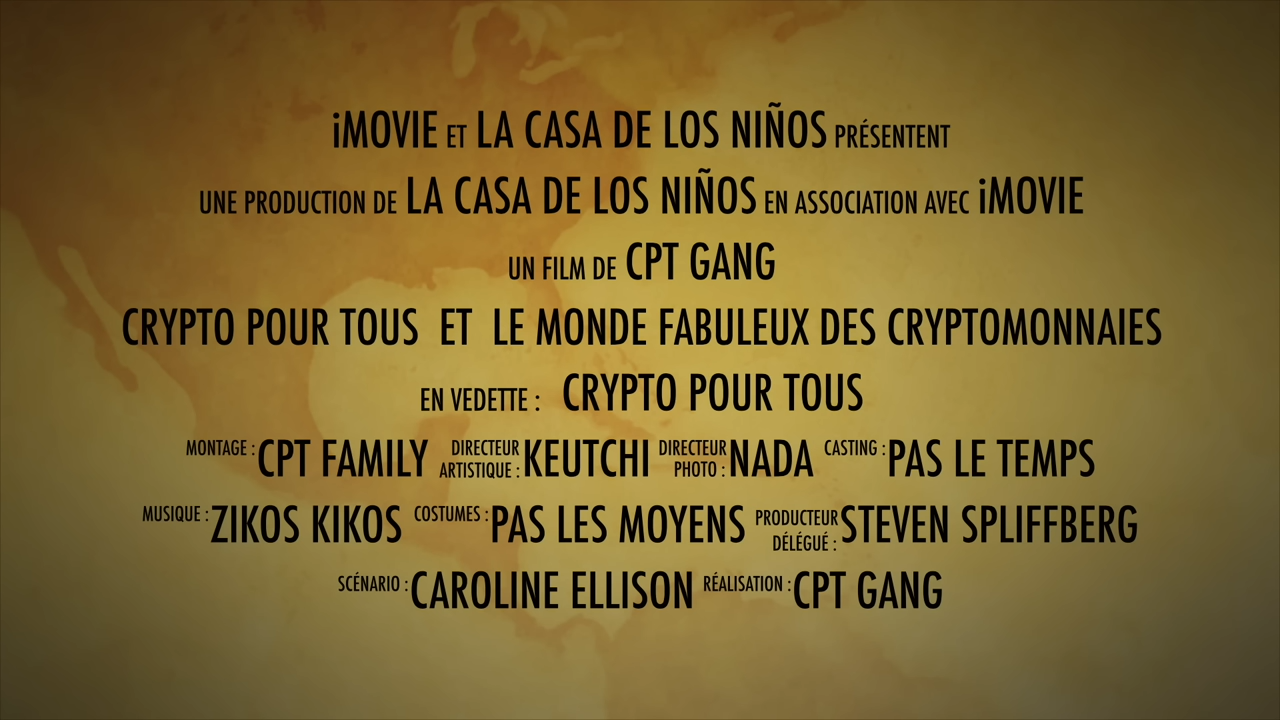 iMOVIE ET LA CASA DE LOS NIÑOS PRÉSENTENT
UNE PRODUCTION DE LA CASA DE LOS NIÑOS EN ASSOCIATION AVEC iMOVIE
UN FILM DE CPT GANG
CRYPTO POUR TOUS ET LE MONDE FABULEUX DES CRYPTOMONNAIES
EN VEDETTE : CRYPTO POUR TOUS
MONTAGE : CPT FAMILY DIRECTEUR ARTISTIQUE : KEUTCHI DIRECTEUR PHOTO : NADA CASTING : PAS LE TEMPS
MUSIQUE : ZIKOS KIKOS COSTUMES : PAS LES MOYENS PRODUCTEUR DÉLÉGUÉ : STEVEN SPLIFFBERG
SCÉNARIO : CAROLINE ELLISON RÉALISATION : CPT GANG